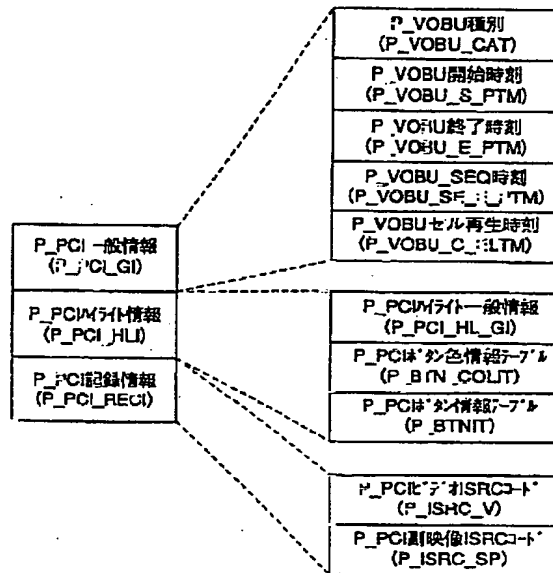 P_VOBU種別
(P_VOBU_CAT)
P_VOBU開始時刻
(P_VOBU_S_PTM)
P_VOBU終了時刻
(P_VOBU_E_PTM)
P_VOBU_SEQ時刻
P_VOBUセル再生時刻
P_PCI一般情報
(P_PCI_GI)
P_PCIハイライト情報
(P_PCI_HLI)
P_PCI記録情報
(P_PCI_RECI)
P_PCIハイライト一般情報
(P_PCI_HL_GI)
P_PCIボタン色情報テーブル
(P_BTN_COLIT)
P_PCIボタン情報テーブル
(P_BTNIT)
P_PCIビデオISRCコード
(P_ISRC_V)
P_PCI副映像ISRCコード
(P_ISRC_SP)